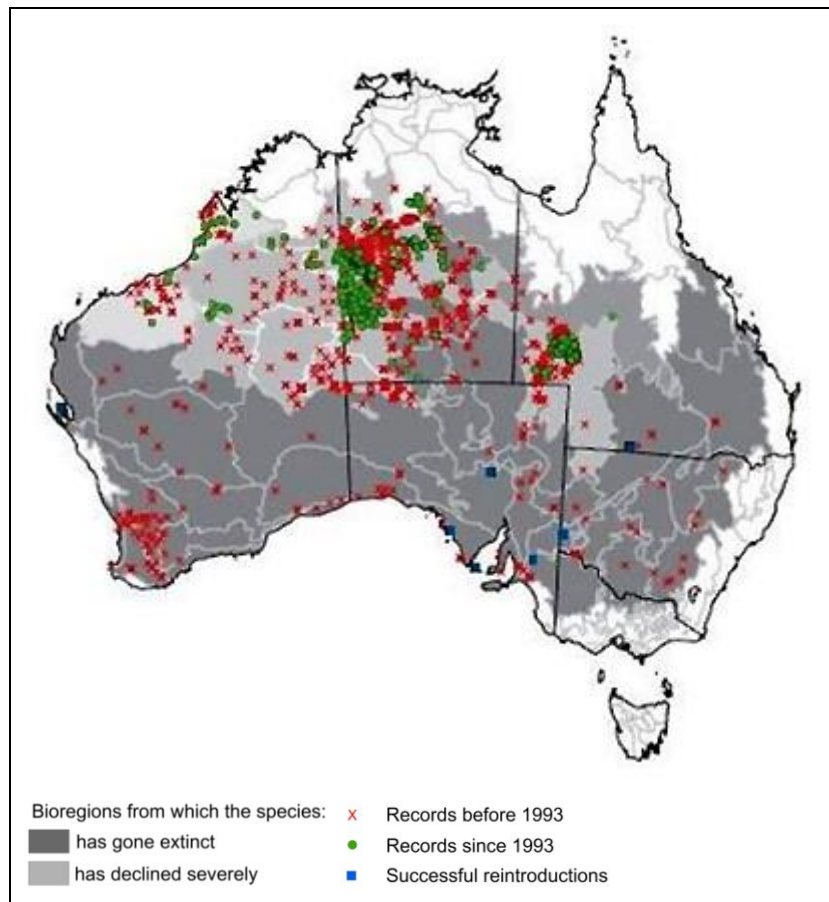 Bioregions from which the species:
has gone extinct
has declined severely
x Records before 1993
Records since 1993
Successful reintroductions